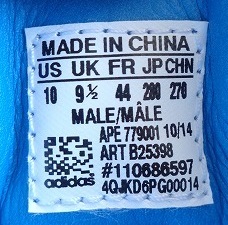 MADE IN CHINA
US UK FR JP CHN
10 9½ 44 280 270
MALE/MÂLE
APE 779001 10/14
ART B25398
#110686597
adidas 4QJKD6PG00014